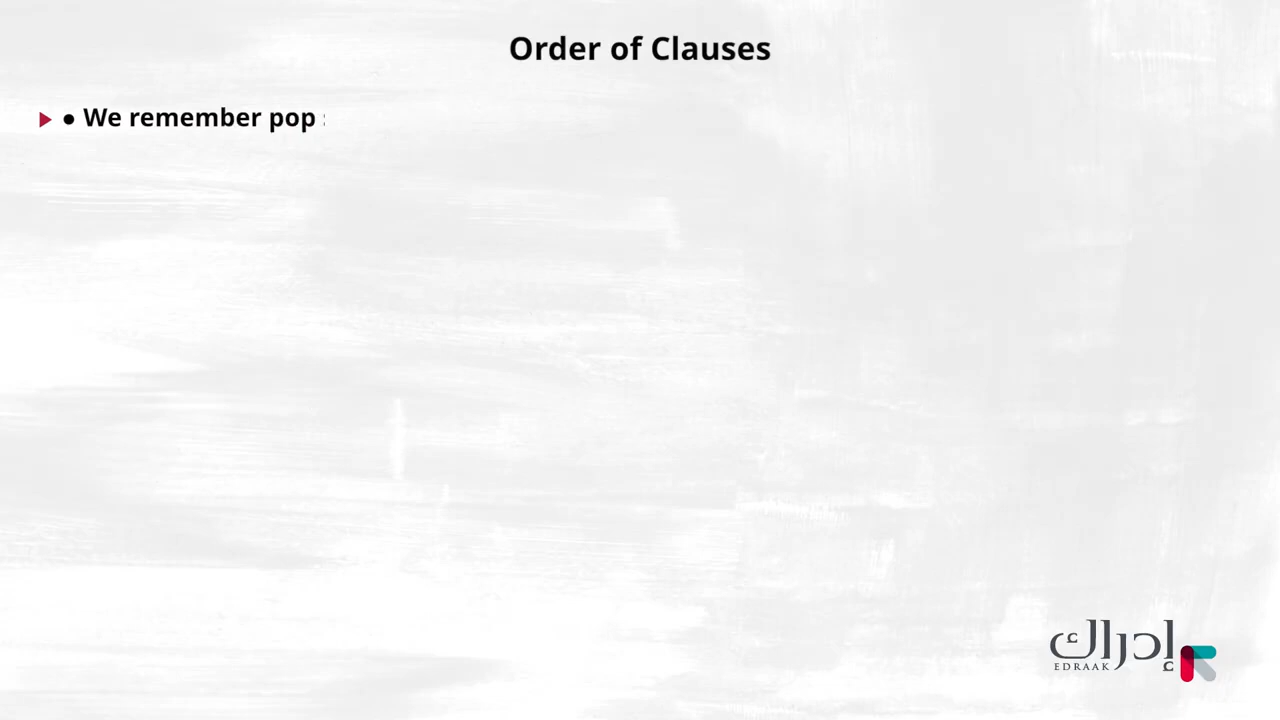 Order of Clauses
● We remember pop
إدراك
EDRAAK